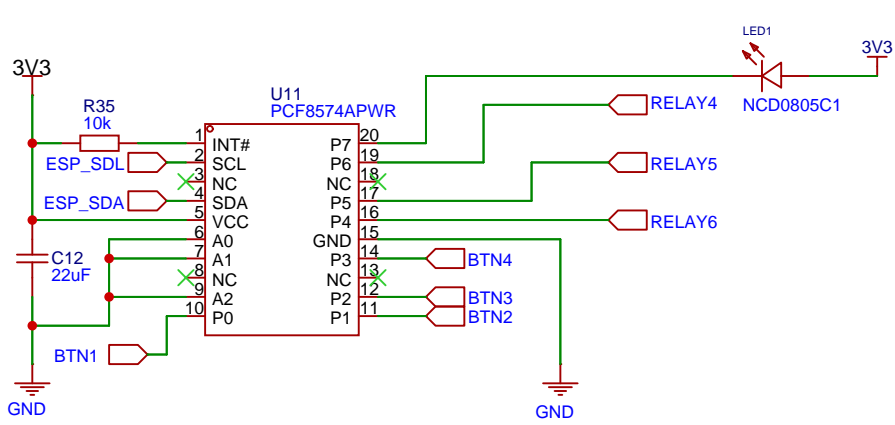 LED1
3V3
NCD0805C1
3V3
U11
PCF8574APWR
R35
10k
1 INT# P7 20
ESP_SDL 2 SCL P6 19
3 NC NC 18
ESP_SDA 4 SDA P5 17
5 VCC P4 16
6 A0 GND 15
7 A1 P3 14
8 NC NC 13
9 A2 P2 12
10 P0 P1 11
RELAY4
RELAY5
RELAY6
C12
22uF
BTN4
BTN3
BTN2
BTN1
GND
GND